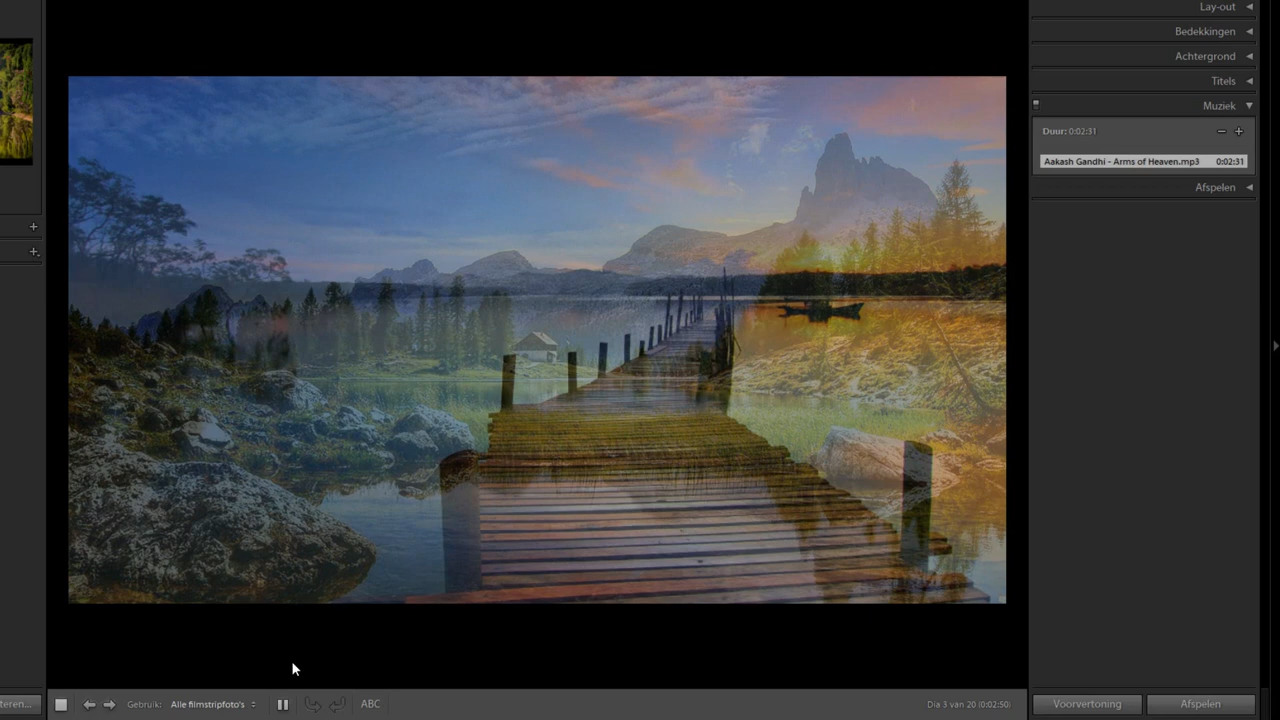 Lay-out
Bedekkingen
Achtergrond
Titels
Muziek
Duur: 0:02:31
Aakash Gandhi - Arms of Heaven.mp3 0:02:31
Afspelen
teren...
Gebruik: Alle filmstripfoto's
ABC
Dia 3 van 20 (0:02:50)
Voorvertoning
Afspelen